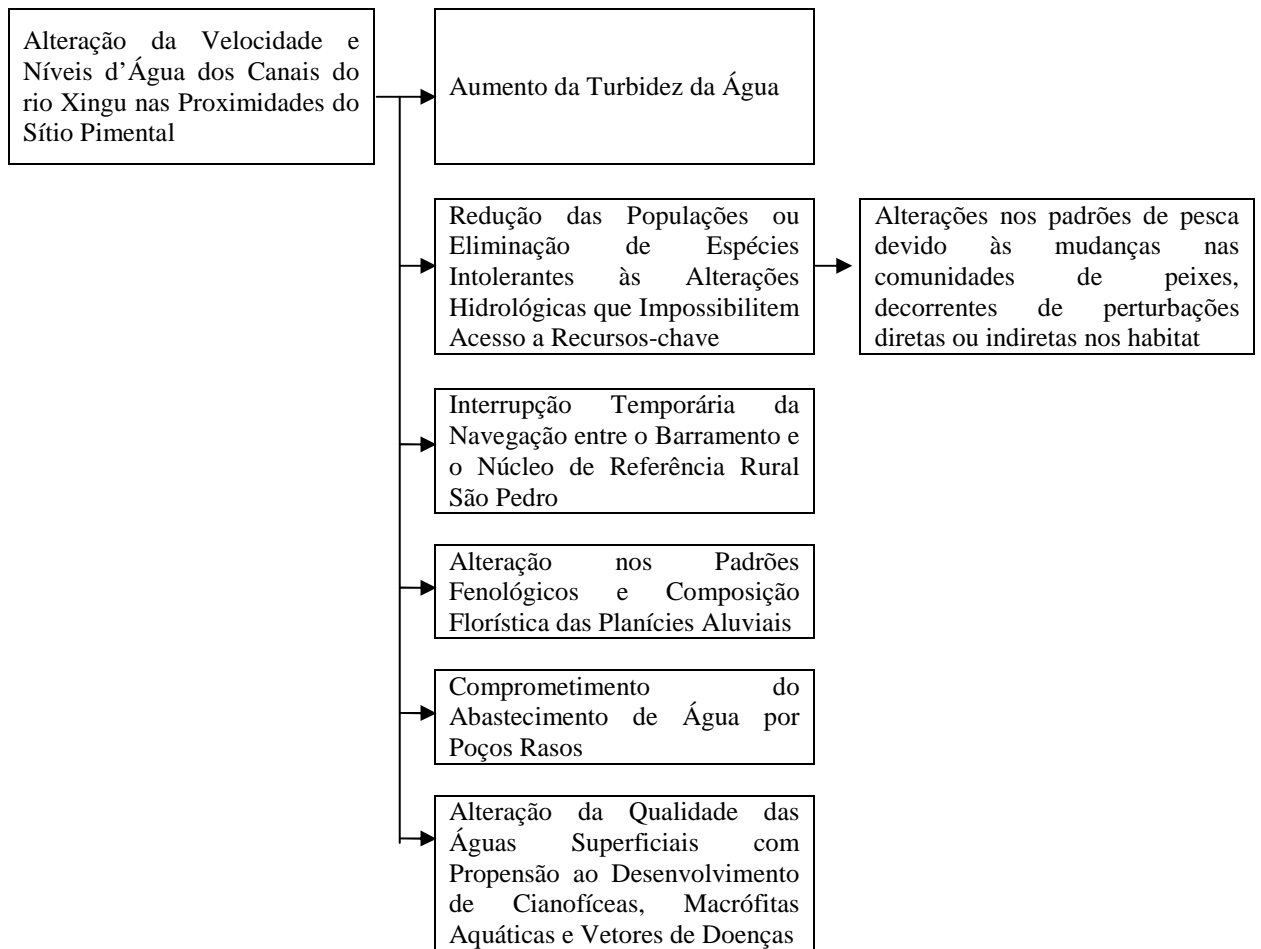 Alteração da Velocidade e
Níveis d'Água dos Canais do
rio Xingu nas Proximidades do
Sítio Pimental
Aumento da Turbidez da Água
Redução das Populações ou
Eliminação de Espécies
Intolerantes às Alterações
Hidrológicas que Impossibilitem
Acesso a Recursos-chave
Alterações nos padrões de pesca
devido às mudanças nas
comunidades de peixes,
decorrentes de perturbações
diretas ou indiretas nos habitat
Interrupção Temporária da
Navegação entre o Barramento e
o Núcleo de Referência Rural
São Pedro
Alteração nos Padrões
Fenológicos e Composição
Florística das Planícies Aluviais
Comprometimento do
Abastecimento de Água por
Poços Rasos
Alteração da Qualidade das
Águas Superficiais com
Propensão ao Desenvolvimento
de Cianofíceas, Macrófitas
Aquáticas e Vetores de Doenças